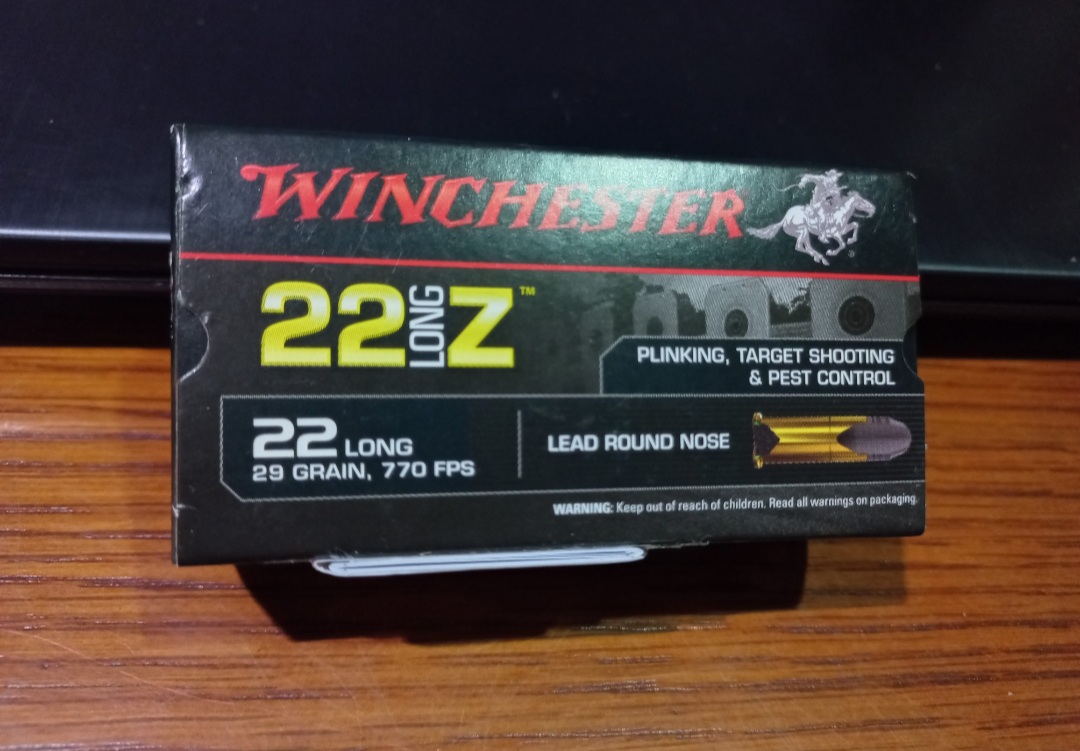 WINCHESTER
22 LONG Z™
PLINKING, TARGET SHOOTING
& PEST CONTROL
22 LONG
29 GRAIN, 770 FPS
LEAD ROUND NOSE
WARNING: Keep out of reach of children. Read all warnings on packaging.